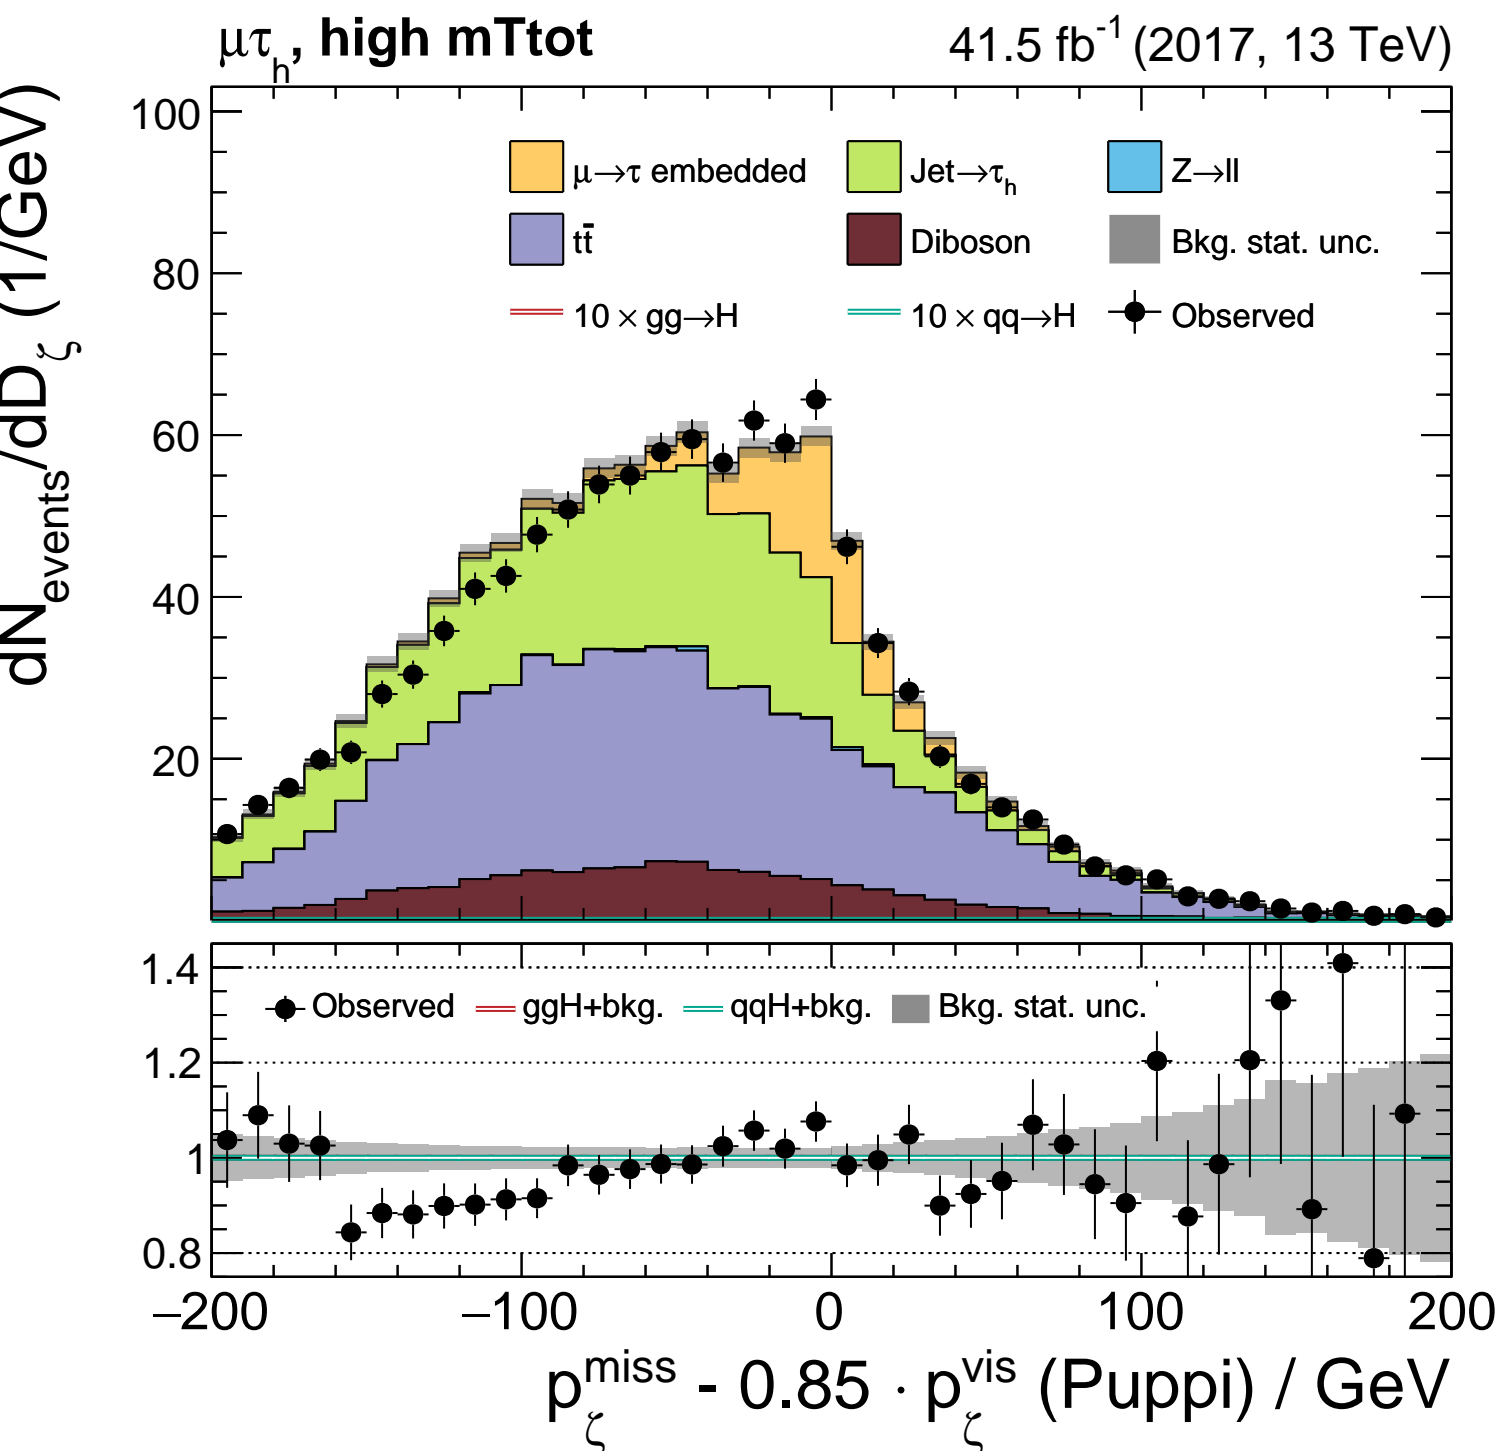 μτh, high mTtot 41.5 fb-1 (2017, 13 TeV)
dNevents/dDζ (1/GeV)
100
80
60
40
20
μ→τ embedded Jet→τh Z→ll
tt̄ Diboson Bkg. stat. unc.
10 × gg→H 10 × qq→H Observed
1.4
1.2
1
0.8
Observed ggH+bkg. qqH+bkg. Bkg. stat. unc.
−200 −100 0 100 200
pζmiss - 0.85 · pζvis (Puppi) / GeV